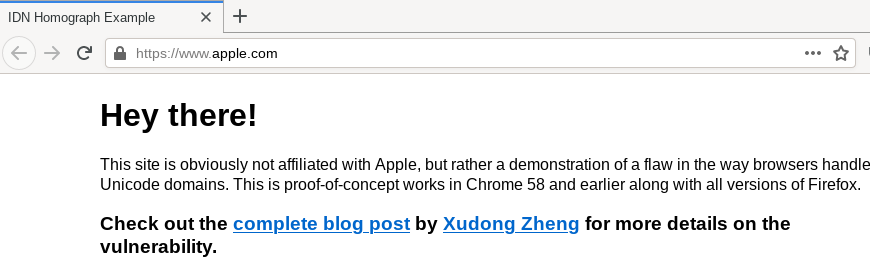 IDN Homograph Example
https://www.apple.com
Hey there!
This site is obviously not affiliated with Apple, but rather a demonstration of a flaw in the way browsers handle
Unicode domains. This is proof-of-concept works in Chrome 58 and earlier along with all versions of Firefox.
Check out the complete blog post by Xudong Zheng for more details on the
vulnerability.